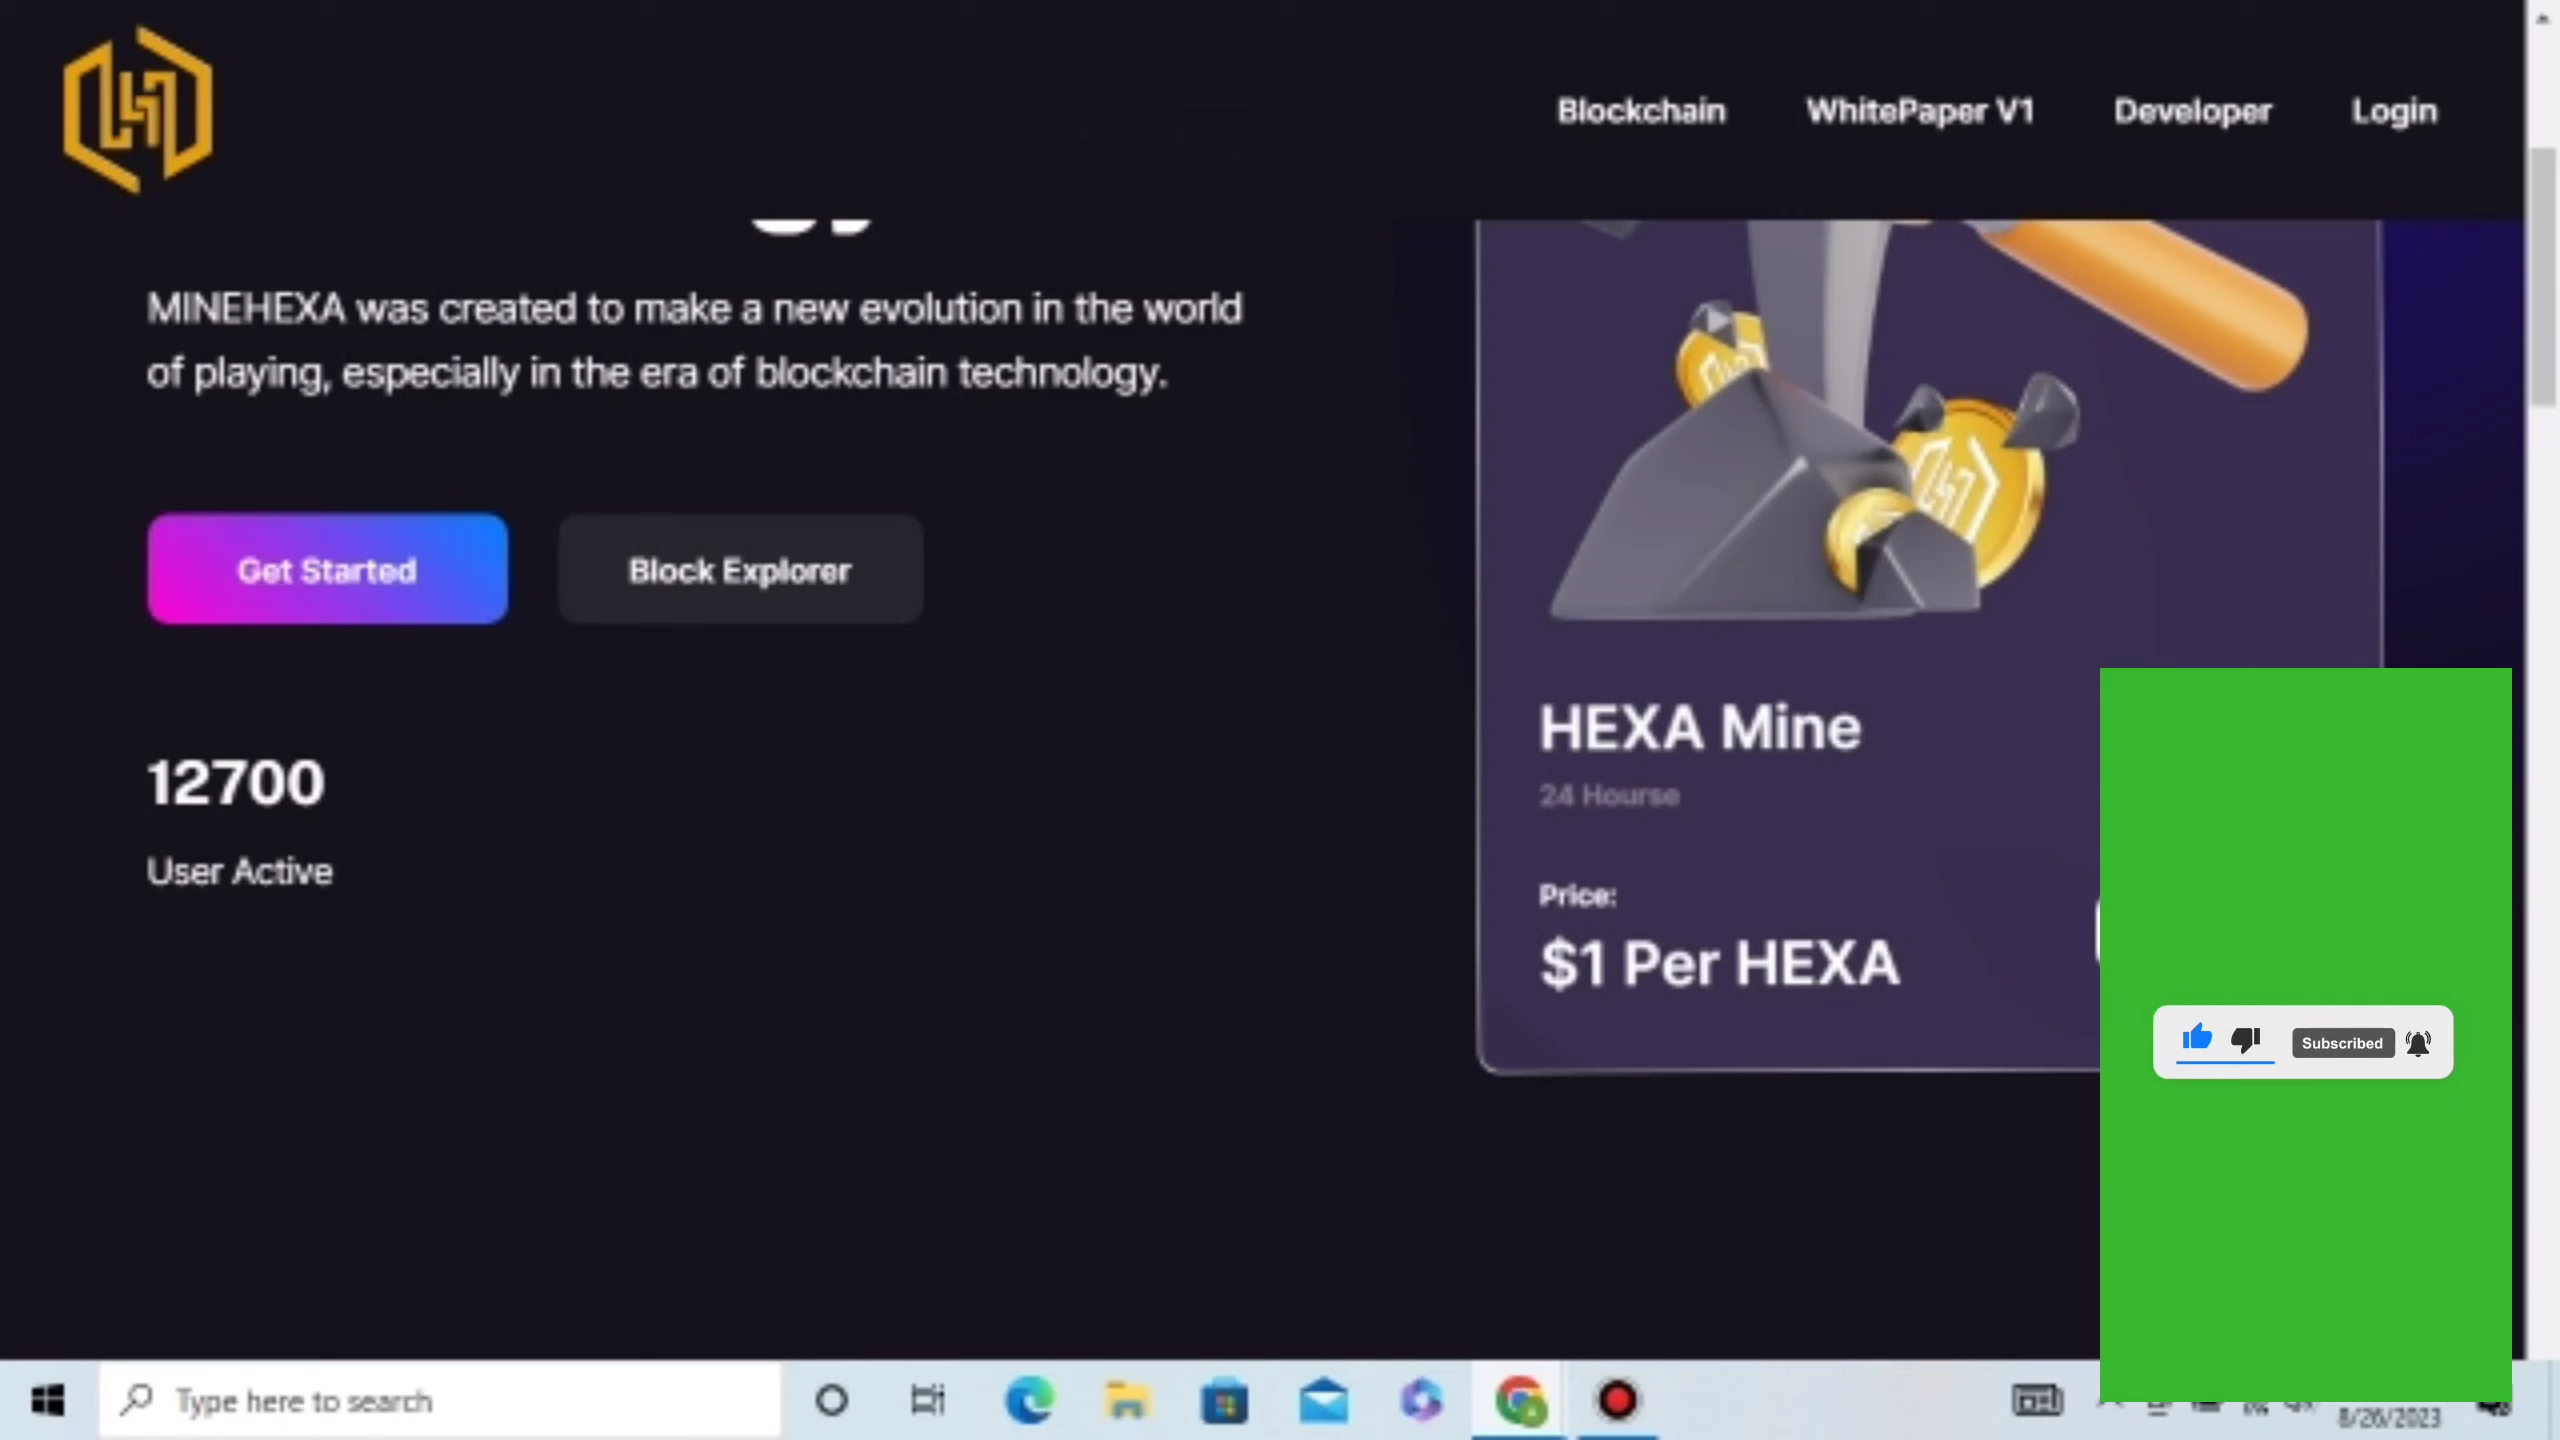 Blockchain WhitePaper V1 Developer Login
MINEHEXA was created to make a new evolution in the world
of playing, especially in the era of blockchain technology.
Get Started Block Explorer
12700
User Active
HEXA Mine
24 Hourse
Price:
$1 Per HEXA
Subscribed
Type here to search
8/26/2023